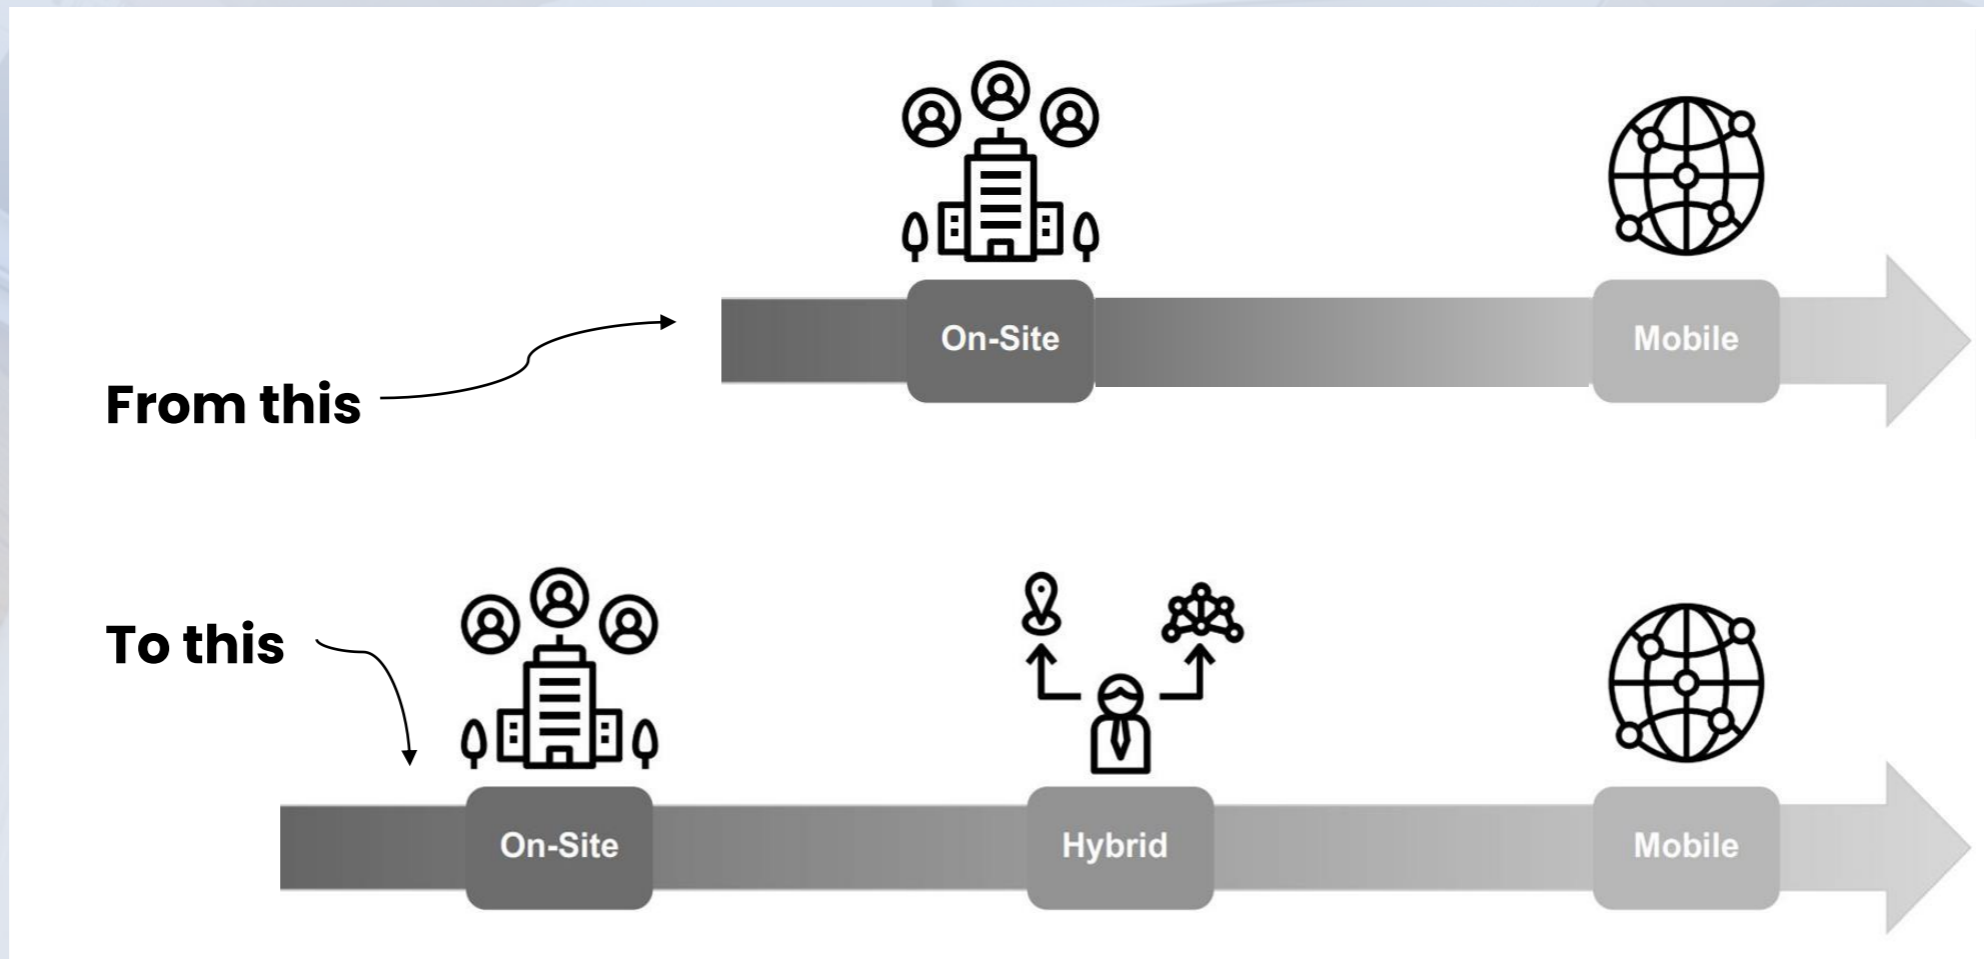 On-Site
Mobile
From this
To this
On-Site
Hybrid
Mobile